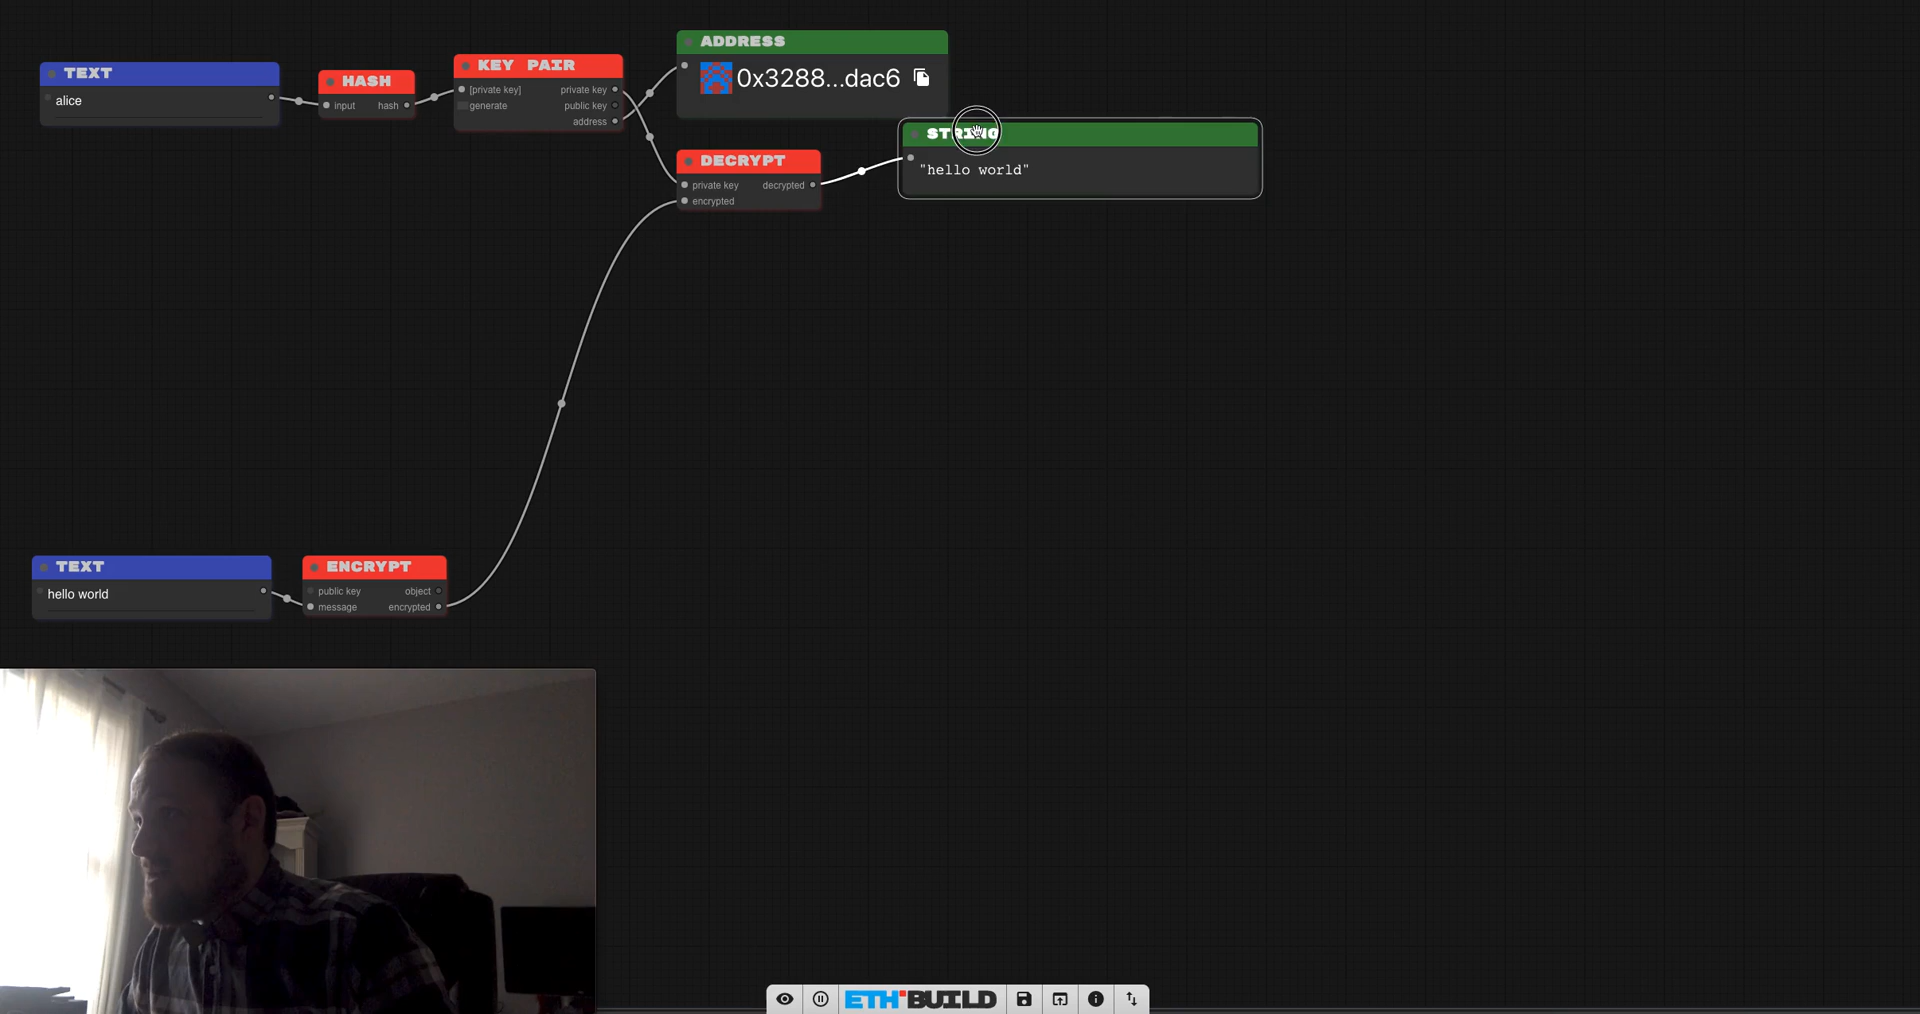 TEXT
alice
HASH
input hash
KEY PAIR
[private key] private key
generate public key
address
ADDRESS
0x3288...dac6
DECRYPT
private key decrypted
encrypted
STRING
"hello world"
TEXT
hello world
ENCRYPT
public key object
message encrypted
ETH BUILD